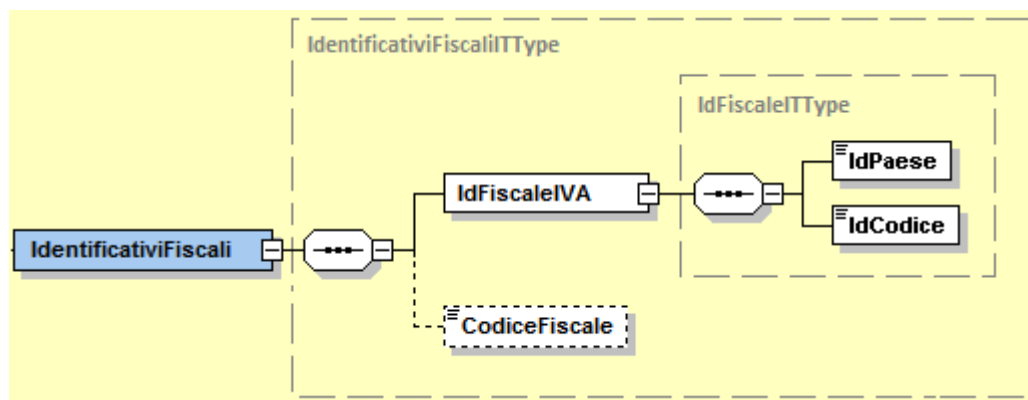 IdentificativiFiscaliITType
IdFiscaleITType
IdPaese
IdFiscaleIVA
IdCodice
IdentificativiFiscali
CodiceFiscale